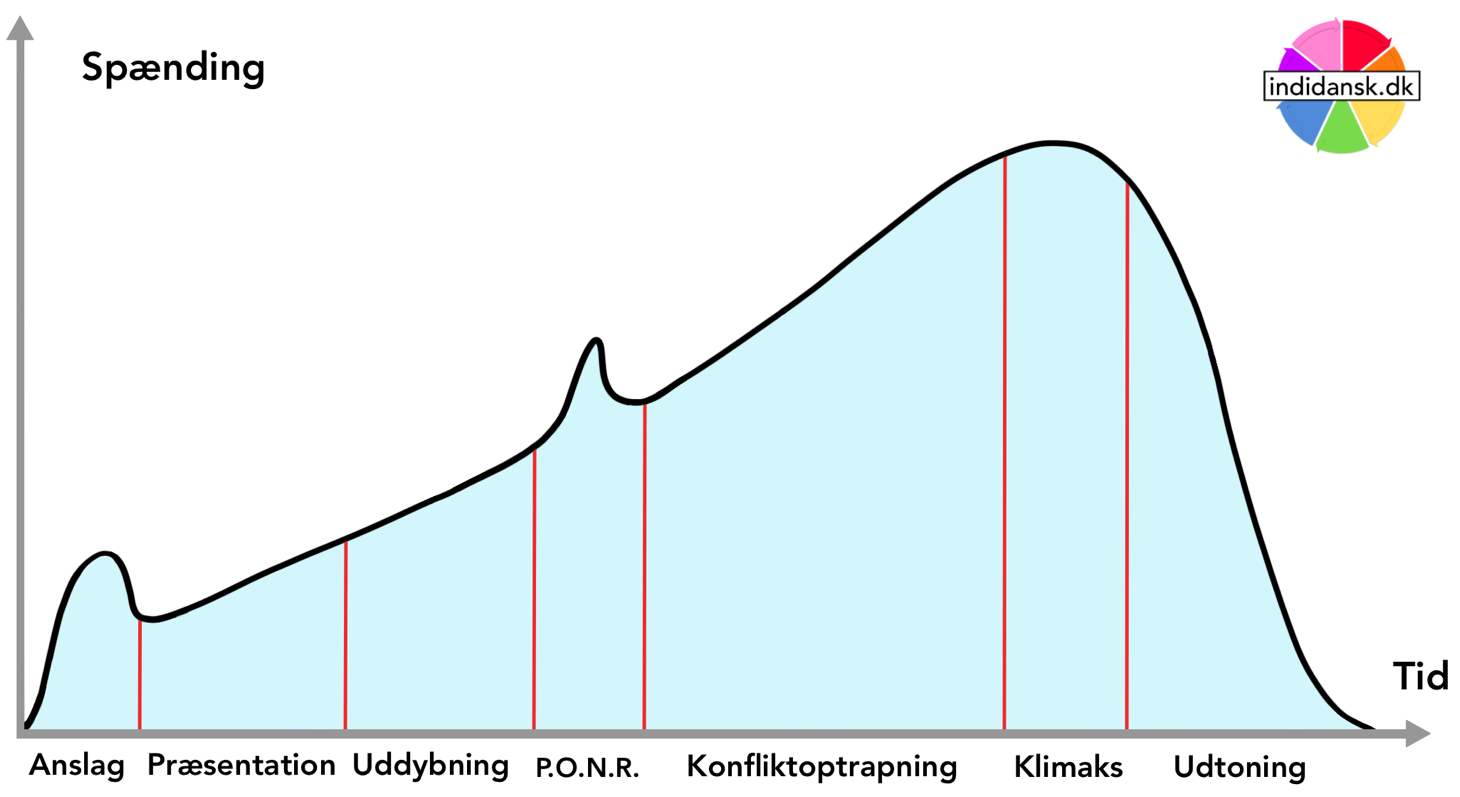 Spænding
indidansk.dk
Tid
Anslag
Præsentation
Uddybning
P.O.N.R.
Konfliktoptrapning
Klimaks
Udtoning